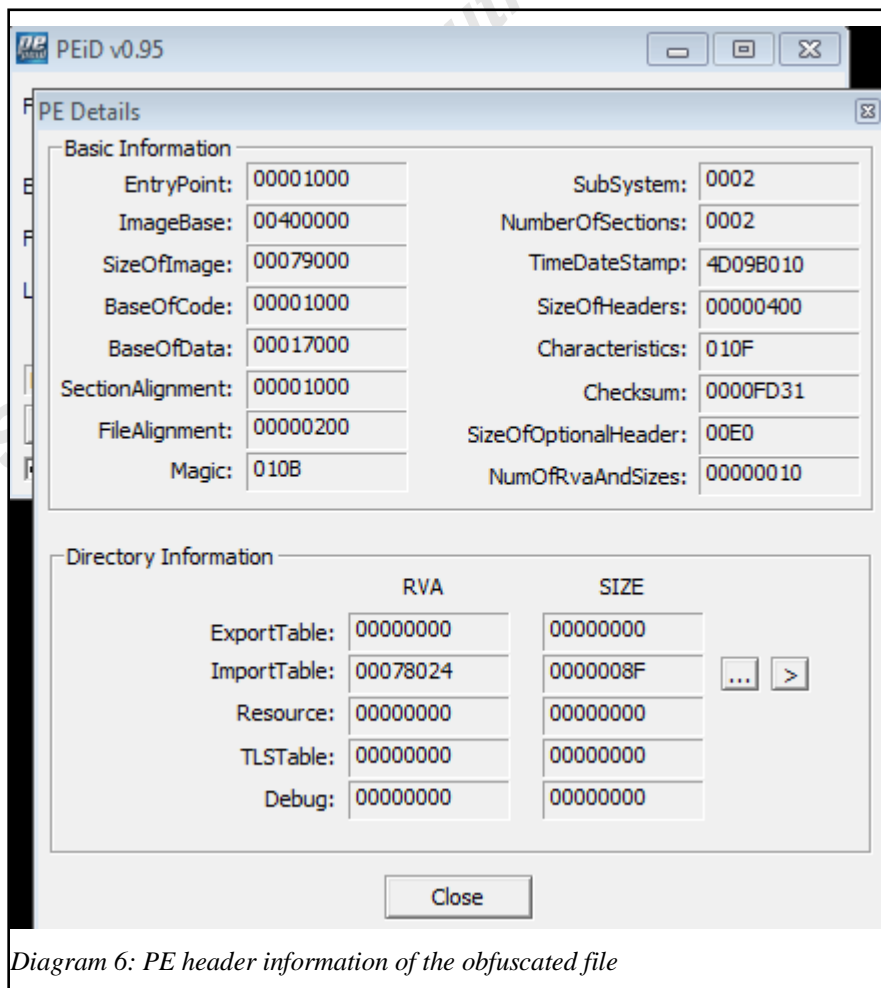 PEiD v0.95
PE Details
Basic Information
EntryPoint: 00001000 SubSystem: 0002
ImageBase: 00400000 NumberOfSections: 0002
SizeOfImage: 00079000 TimeDateStamp: 4D09B010
BaseOfCode: 00001000 SizeOfHeaders: 00000400
BaseOfData: 00017000 Characteristics: 010F
SectionAlignment: 00001000 Checksum: 0000FD31
FileAlignment: 00000200 SizeOfOptionalHeader: 00E0
Magic: 010B NumOfRvaAndSizes: 00000010
Directory Information
RVA SIZE
ExportTable: 00000000 00000000
ImportTable: 00078024 0000008F ... >
Resource: 00000000 00000000
TLSTable: 00000000 00000000
Debug: 00000000 00000000
Close
Diagram 6: PE header information of the obfuscated file